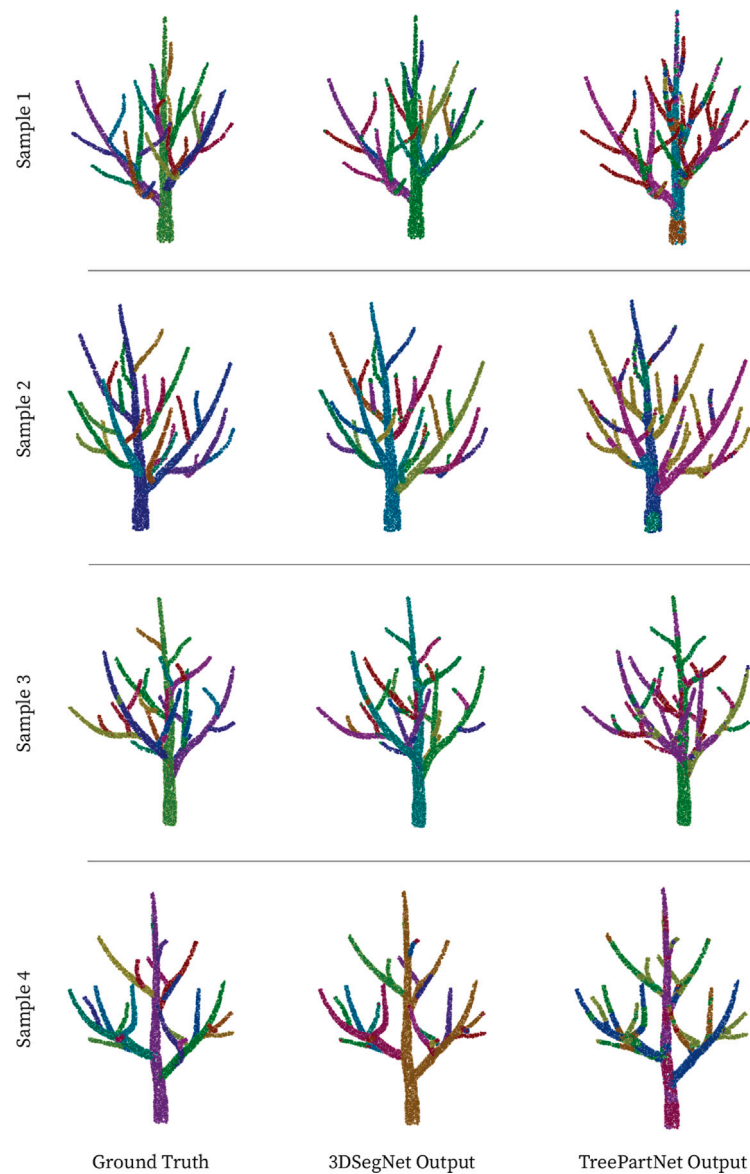 Sample 1
Sample 2
Sample 3
Sample 4
Ground Truth
3DSegNet Output
TreePartNet Output